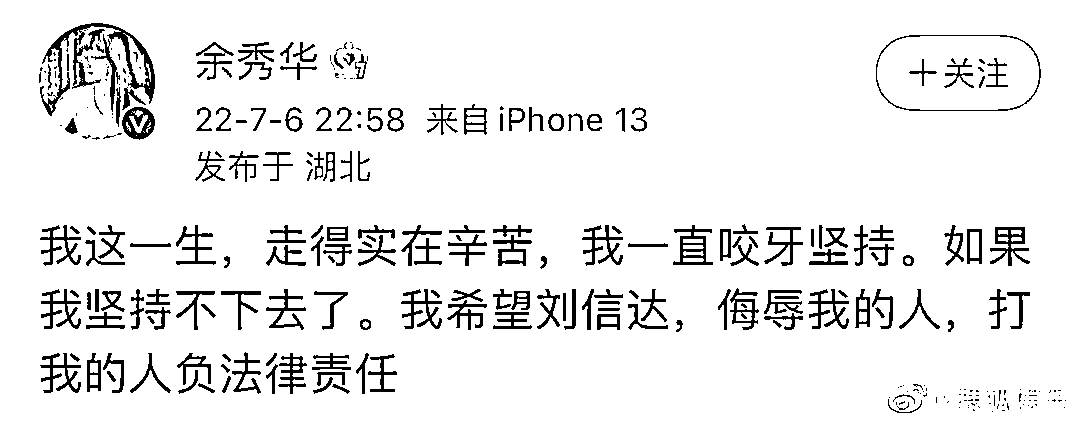 余秀华
+关注
22-7-6 22:58 来自 iPhone 13
发布于 湖北
我这一生，走得实在辛苦，我一直咬牙坚持。如果
我坚持不下去了。我希望刘信达，侮辱我的人，打
我的人负法律责任